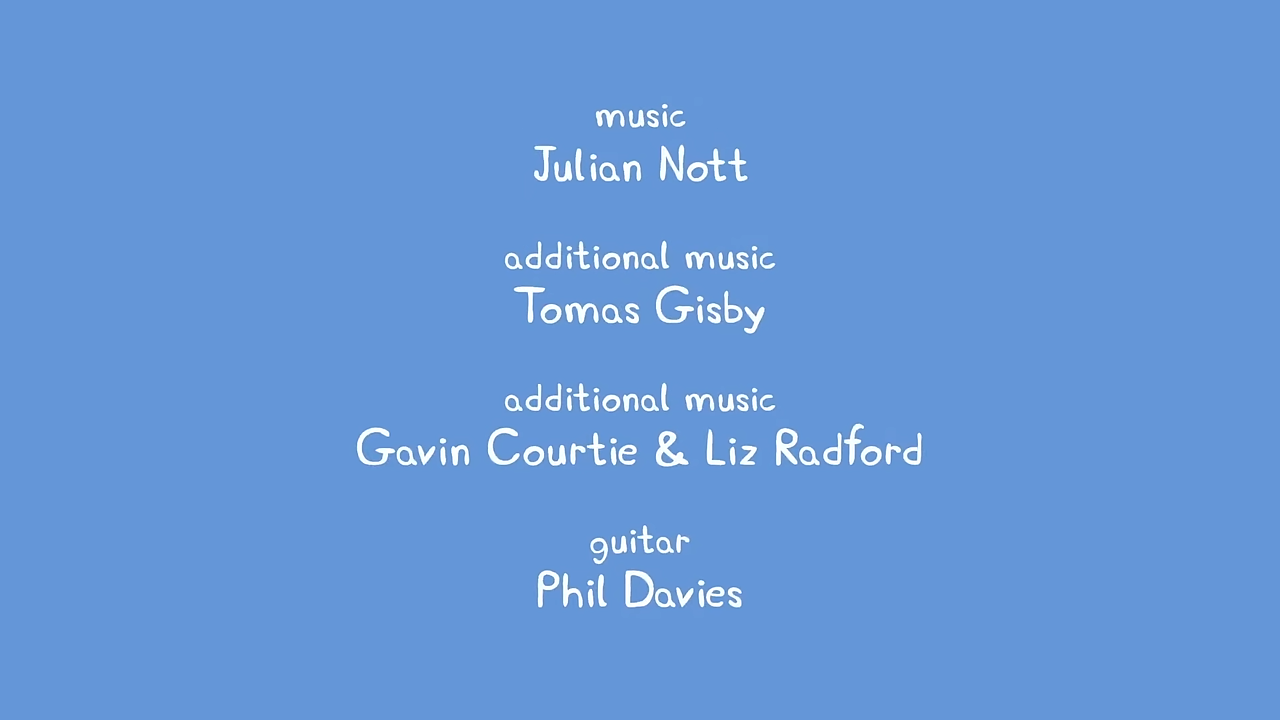 music
Julian Nott
additional music
Tomas Gisby
additional music
Gavin Courtie & Liz Radford
guitar
Phil Davies